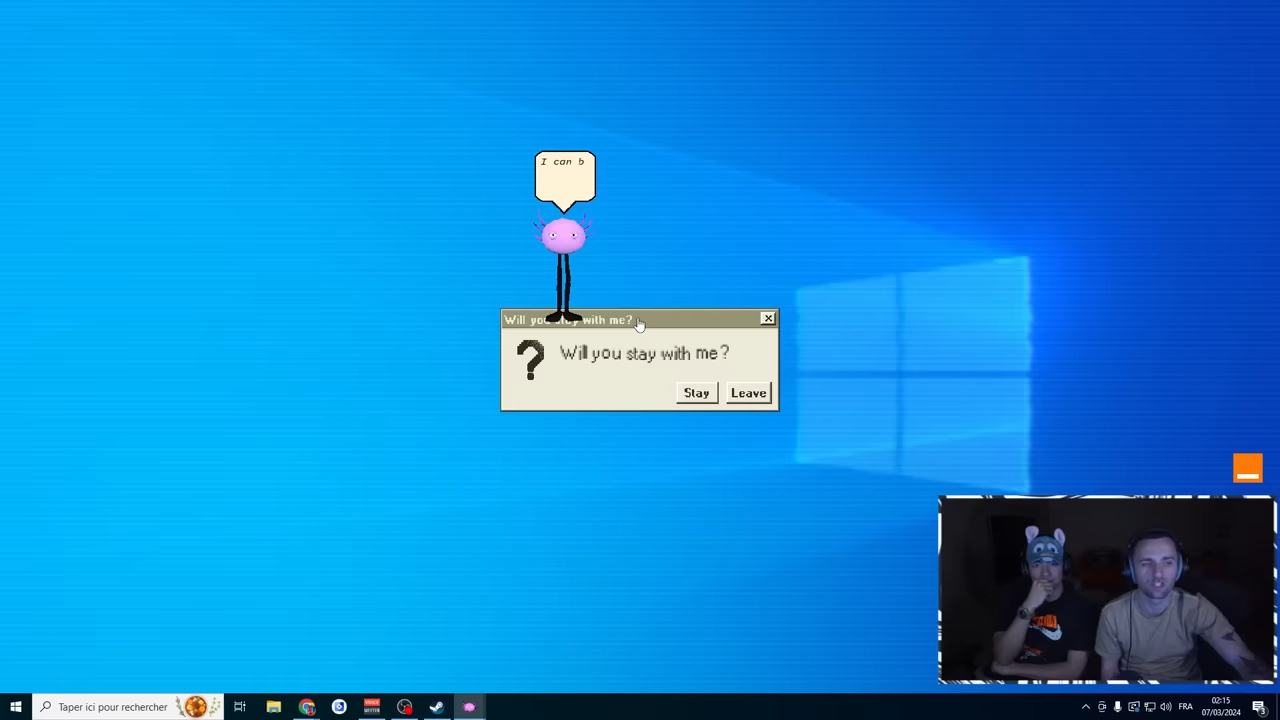 I can b
Will you stay with me?
Will you stay with me?
Stay
Leave
Taper ici pour rechercher
FRA
02:15
07/03/2024